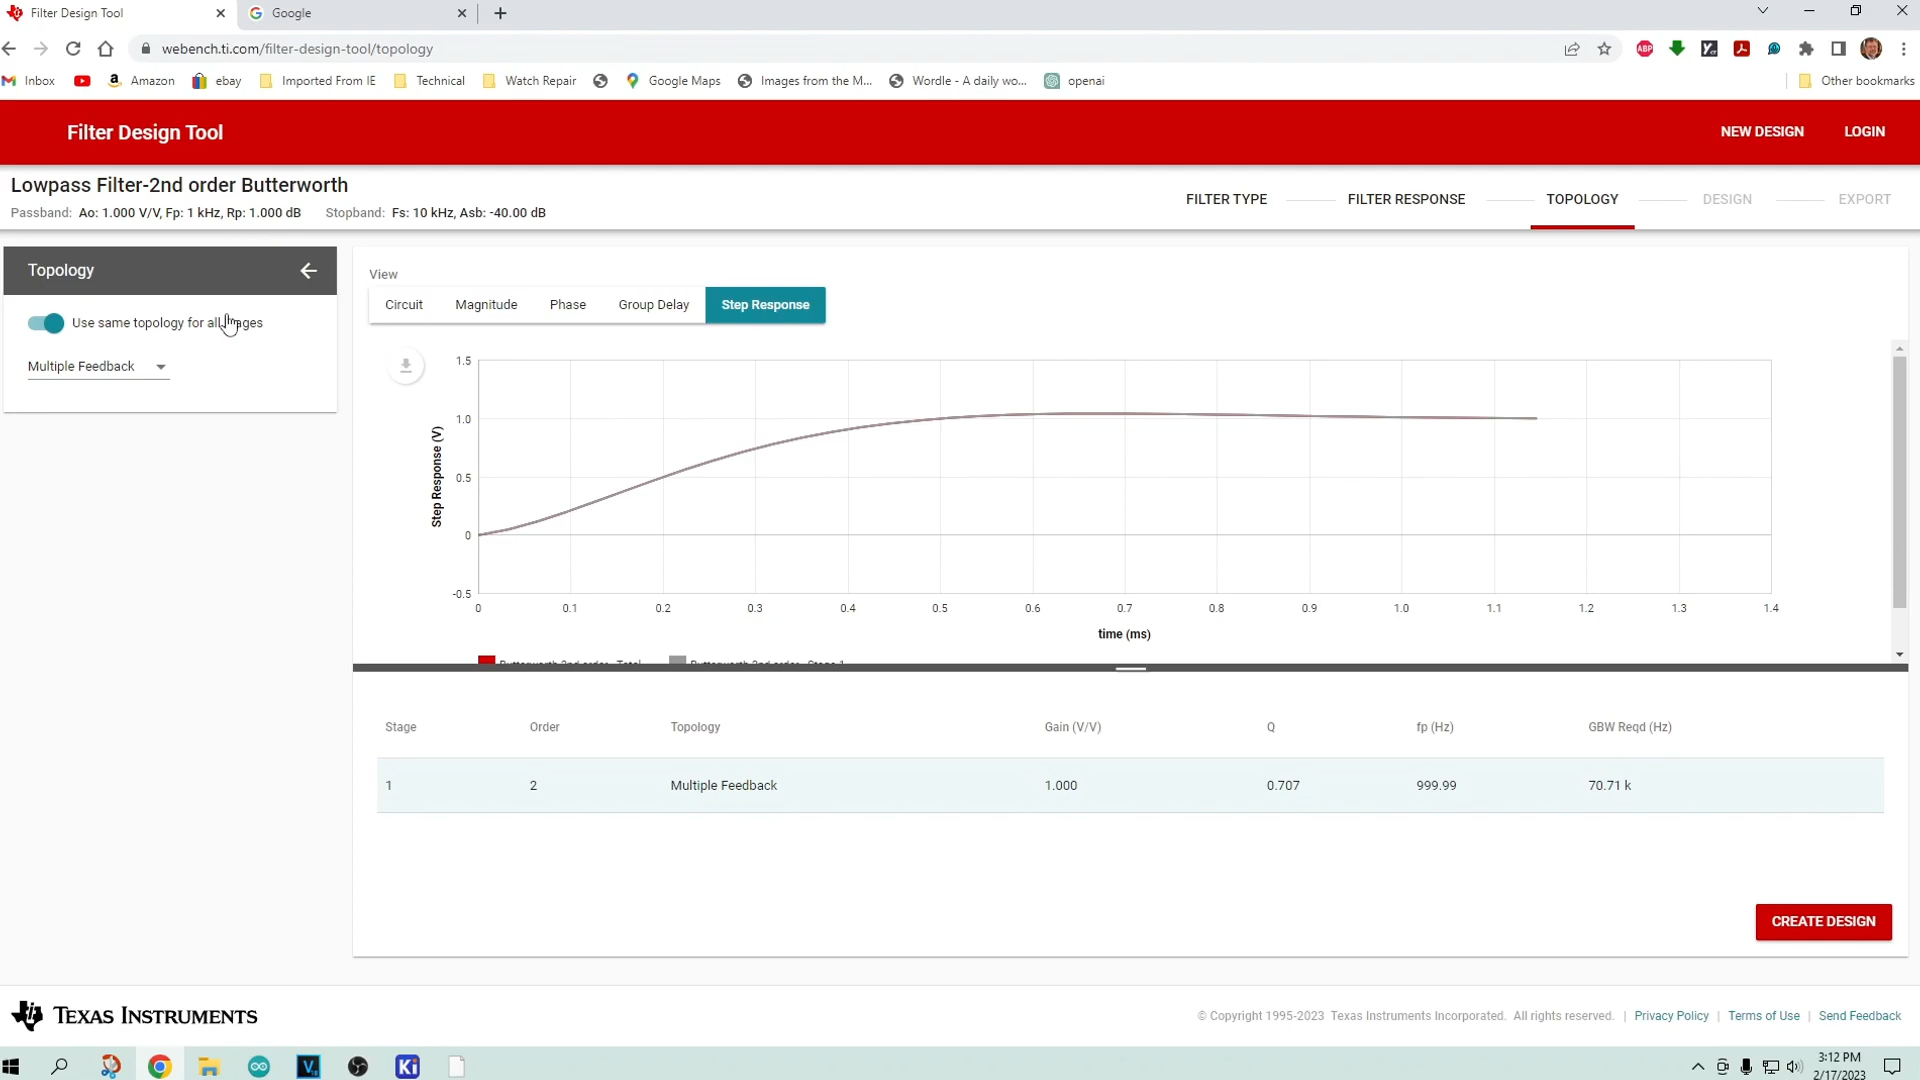 Filter Design Tool
Google
webench.ti.com/filter-design-tool/topology
Inbox
Amazon
ebay
Imported From IE
Technical
Watch Repair
Google Maps
Images from the M...
Wordle - A daily wo...
openai
Other bookmarks
Filter Design Tool
NEW DESIGN
LOGIN
Lowpass Filter-2nd order Butterworth
Passband: Ao: 1.000 V/V, Fp: 1 kHz, Rp: 1.000 dB Stopband: Fs: 10 kHz, Asb: -40.00 dB
FILTER TYPE
FILTER RESPONSE
TOPOLOGY
DESIGN
EXPORT
Topology
Use same topology for all
Multiple Feedback
View
Circuit
Magnitude
Phase
Group Delay
Step Response
Step Response (V)
1.5
1.0
0.5
0
-0.5
0 0.1 0.2 0.3 0.4 0.5 0.6 0.7 0.8 0.9 1.0 1.1 1.2 1.3 1.4
time (ms)
Butterworth 2nd order - Total
Butterworth 2nd order - Stage 1
Stage Order Topology Gain (V/V) Q fp (Hz) GBW Reqd (Hz)
1 2 Multiple Feedback 1.000 0.707 999.99 70.71 k
CREATE DESIGN
TEXAS INSTRUMENTS
© Copyright 1995-2023 Texas Instruments Incorporated. All rights reserved. | Privacy Policy | Terms of Use | Send Feedback
3:12 PM
2/17/2023